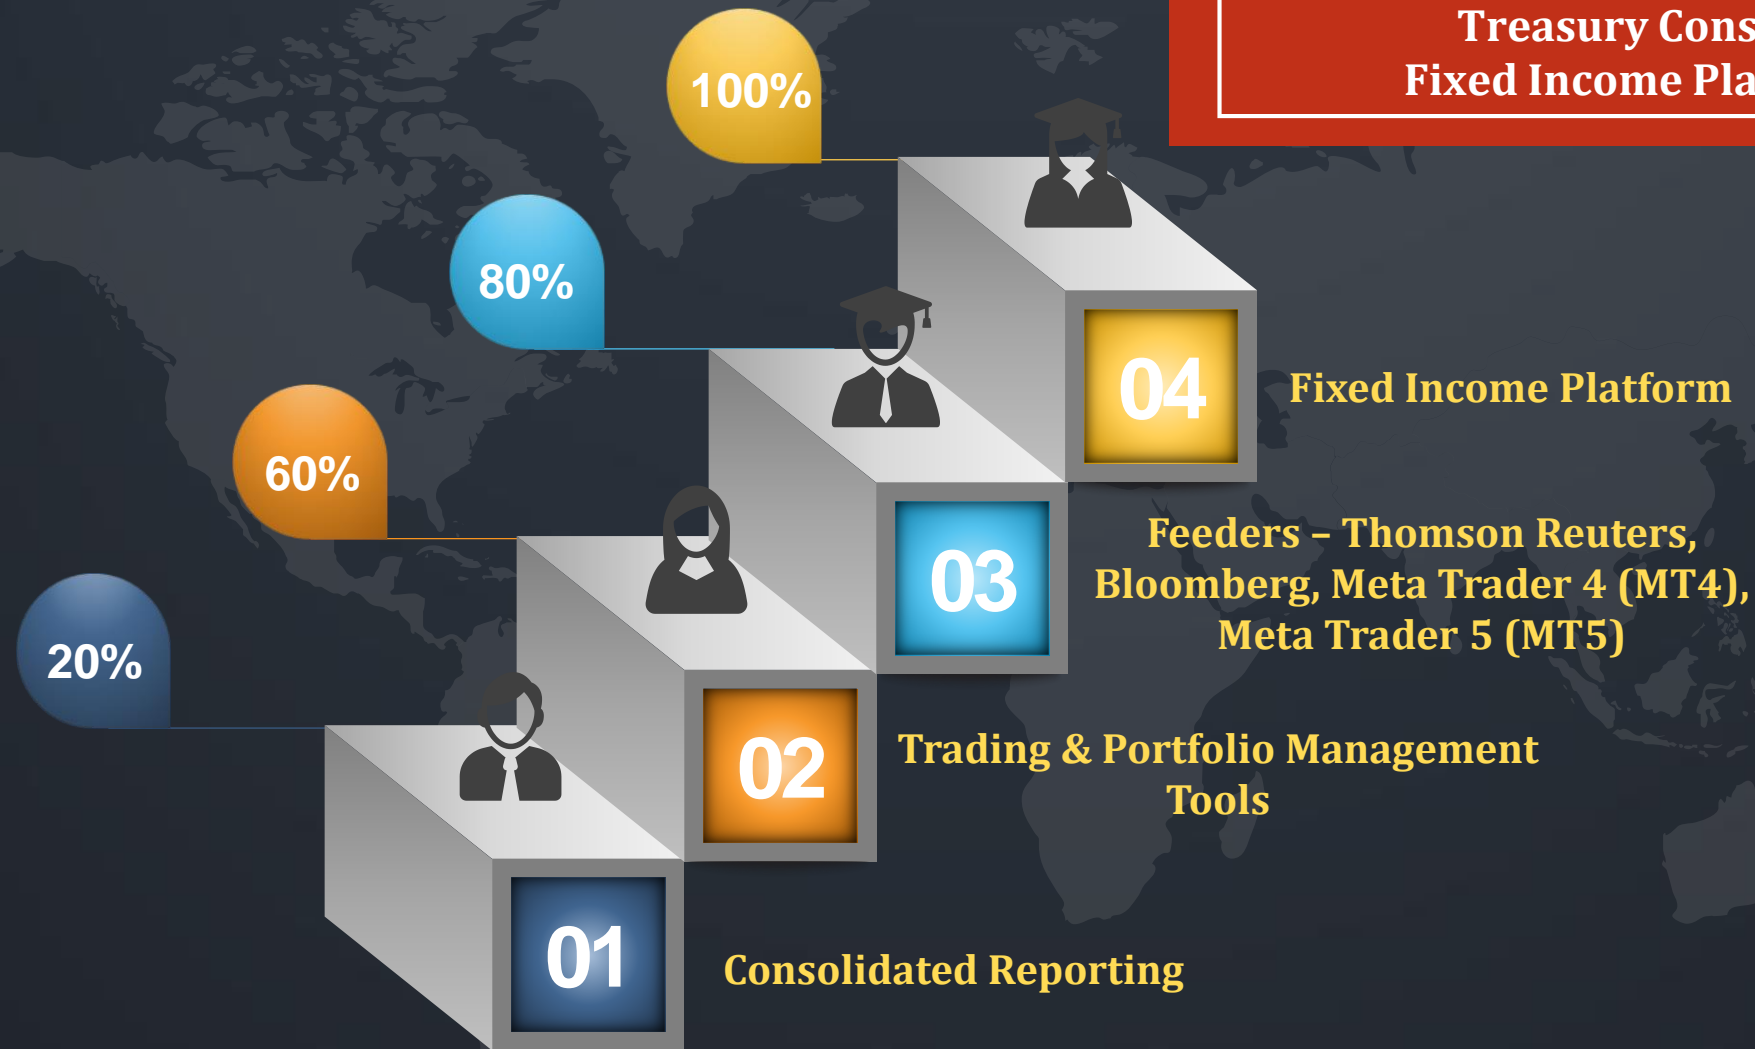 Treasury Cons
Fixed Income Pla
100%
80%
60%
20%
04
Fixed Income Platform
03
Feeders – Thomson Reuters,
Bloomberg, Meta Trader 4 (MT4),
Meta Trader 5 (MT5)
02
Trading & Portfolio Management
Tools
01
Consolidated Reporting